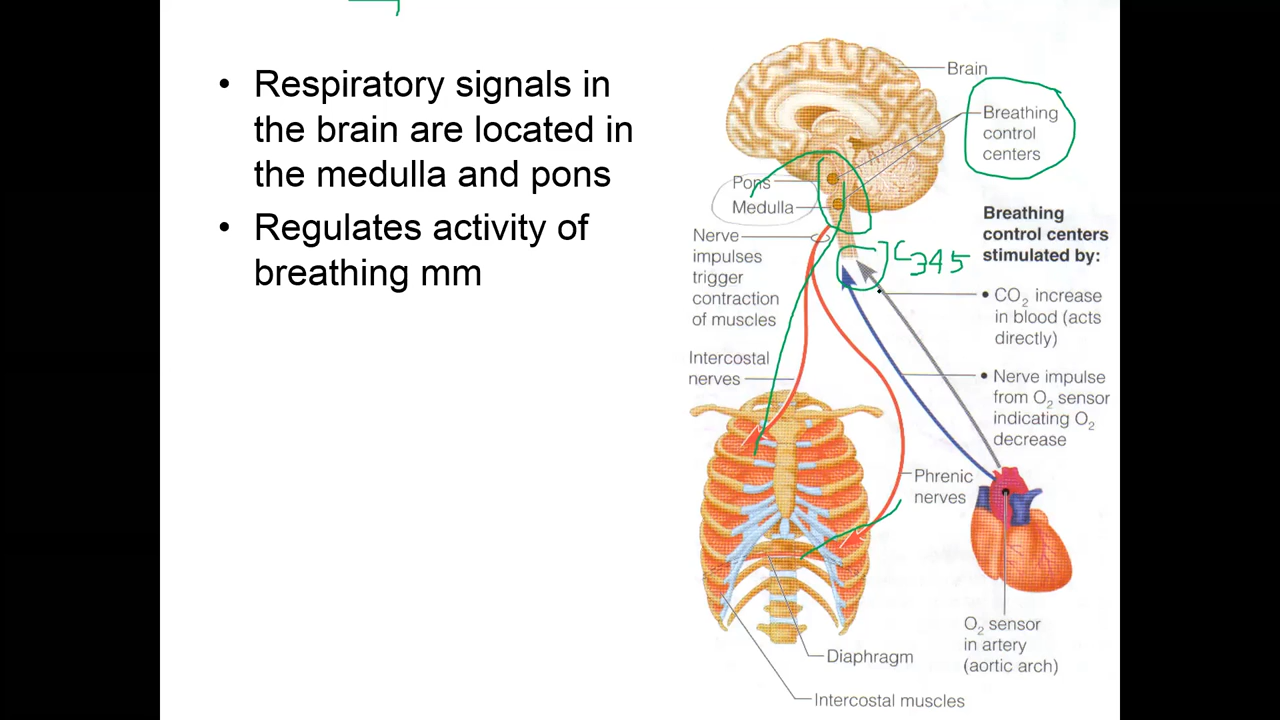 • Respiratory signals in
the brain are located in
the medulla and pons
• Regulates activity of
breathing mm
Brain
Breathing
control
centers
Pons
Medulla
Nerve
impulses
trigger
contraction
of muscles
C345
Breathing
control centers
stimulated by:
• CO₂ increase
in blood (acts
directly)
• Nerve impulse
from O₂ sensor
indicating O₂
decrease
Intercostal
nerves
Phrenic
nerves
O₂ sensor
in artery
(aortic arch)
Diaphragm
Intercostal muscles